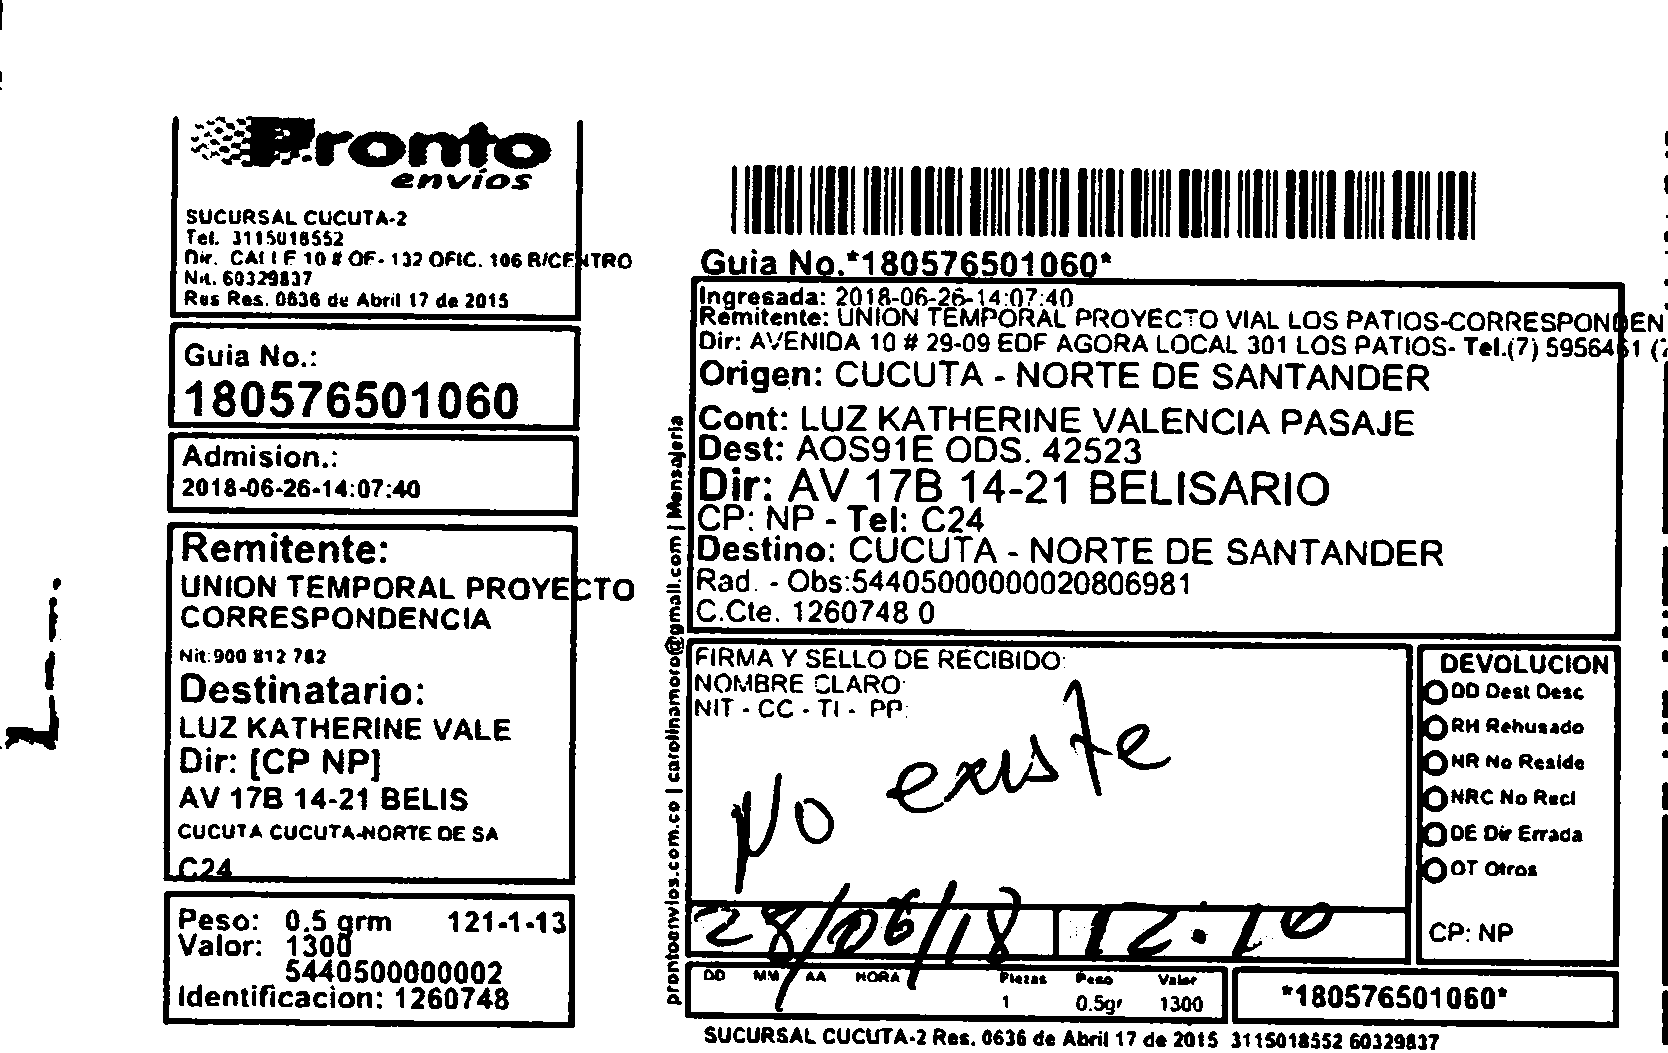 Pronto
envíos
SUCURSAL CUCUTA-2
Tel. 3115018552
Dir. CALLE 10 # OF- 132 OFIC. 106 B/CENTRO
Nit. 60329837
Res Res. 0636 de Abril 17 de 2015
Guia No.:
180576501060
Admision.:
2018-06-26-14:07:40
Remitente:
UNION TEMPORAL PROYECTO
CORRESPONDENCIA
Nit:900 812 782
Destinatario:
LUZ KATHERINE VALE
Dir: [CP NP]
AV 17B 14-21 BELIS
CUCUTA CUCUTA-NORTE DE SA
C24
Peso: 0.5 grm 121-1-13
Valor: 1300
5440500000002
Identificacion: 1260748
prontoenvios.com.co | carolinamoro@gmail.com | Mensajeria
Guia No.*180576501060*
Ingresada: 2018-06-26-14:07:40
Remitente: UNION TEMPORAL PROYECTO VIAL LOS PATIOS-CORRESPONDEN
Dir: AVENIDA 10 # 29-09 EDF AGORA LOCAL 301 LOS PATIOS- Tel.(7) 5956461 (7
Origen: CUCUTA - NORTE DE SANTANDER
Cont: LUZ KATHERINE VALENCIA PASAJE
Dest: AOS91E ODS. 42523
Dir: AV 17B 14-21 BELISARIO
CP: NP - Tel: C24
Destino: CUCUTA - NORTE DE SANTANDER
Rad. - Obs:54405000000020806981
C.Cte. 1260748 0
FIRMA Y SELLO DE RECIBIDO:
NOMBRE CLARO:
NIT - CC - TI - PP:
No existe
28/06/18 12:10
DD MM AA HORA
Piezas Peso Valor
1 0.5gr 1300
DEVOLUCION
DD Dest Desc
RH Rehusado
NR No Reside
NRC No Recl
DE Dir Errada
OT Otros
CP: NP
*180576501060*
SUCURSAL CUCUTA-2 Res. 0636 de Abril 17 de 2015 3115018552 60329837